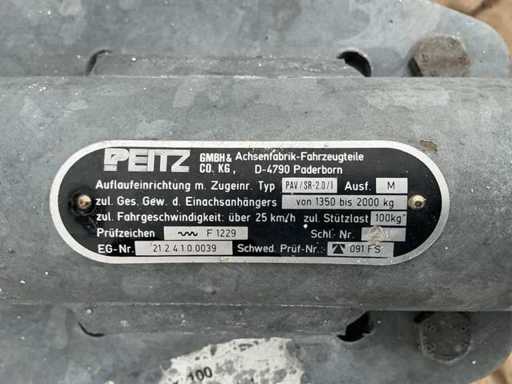 PEITZ GMBH & Achsenfabrik-Fahrzeugteile
CO. KG, D-4790 Paderborn
Auflaufeinrichtung m. Zugeinr. Typ PAV/SR-2.0/I Ausf. M
zul. Ges. Gew. d. Einachsanhängers von 1350 bis 2000 kg
zul. Fahrgeschwindigkeit: über 25 km/h zul. Stützlast 100kg
Prüfzeichen F 1229 Schl. Nr.
EG-Nr. 21.2.4.1.0.0039 Schwed. Prüf-Nr.: 091 FS
100